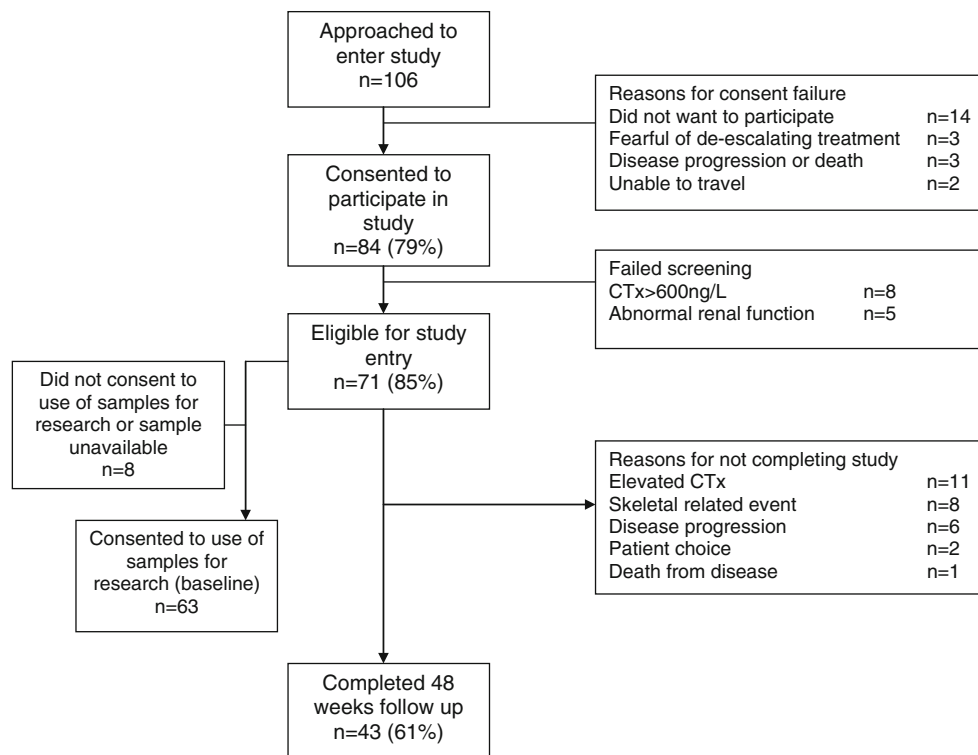 Approached to
enter study
n=106
Reasons for consent failure
Did not want to participate n=14
Fearful of de-escalating treatment n=3
Disease progression or death n=3
Unable to travel n=2
Consented to
participate in
study
n=84 (79%)
Failed screening
CTx>600ng/L n=8
Abnormal renal function n=5
Eligible for study
entry
n=71 (85%)
Did not consent to
use of samples for
research or sample
unavailable
n=8
Consented to use of
samples for
research (baseline)
n=63
Reasons for not completing study
Elevated CTx n=11
Skeletal related event n=8
Disease progression n=6
Patient choice n=2
Death from disease n=1
Completed 48
weeks follow up
n=43 (61%)